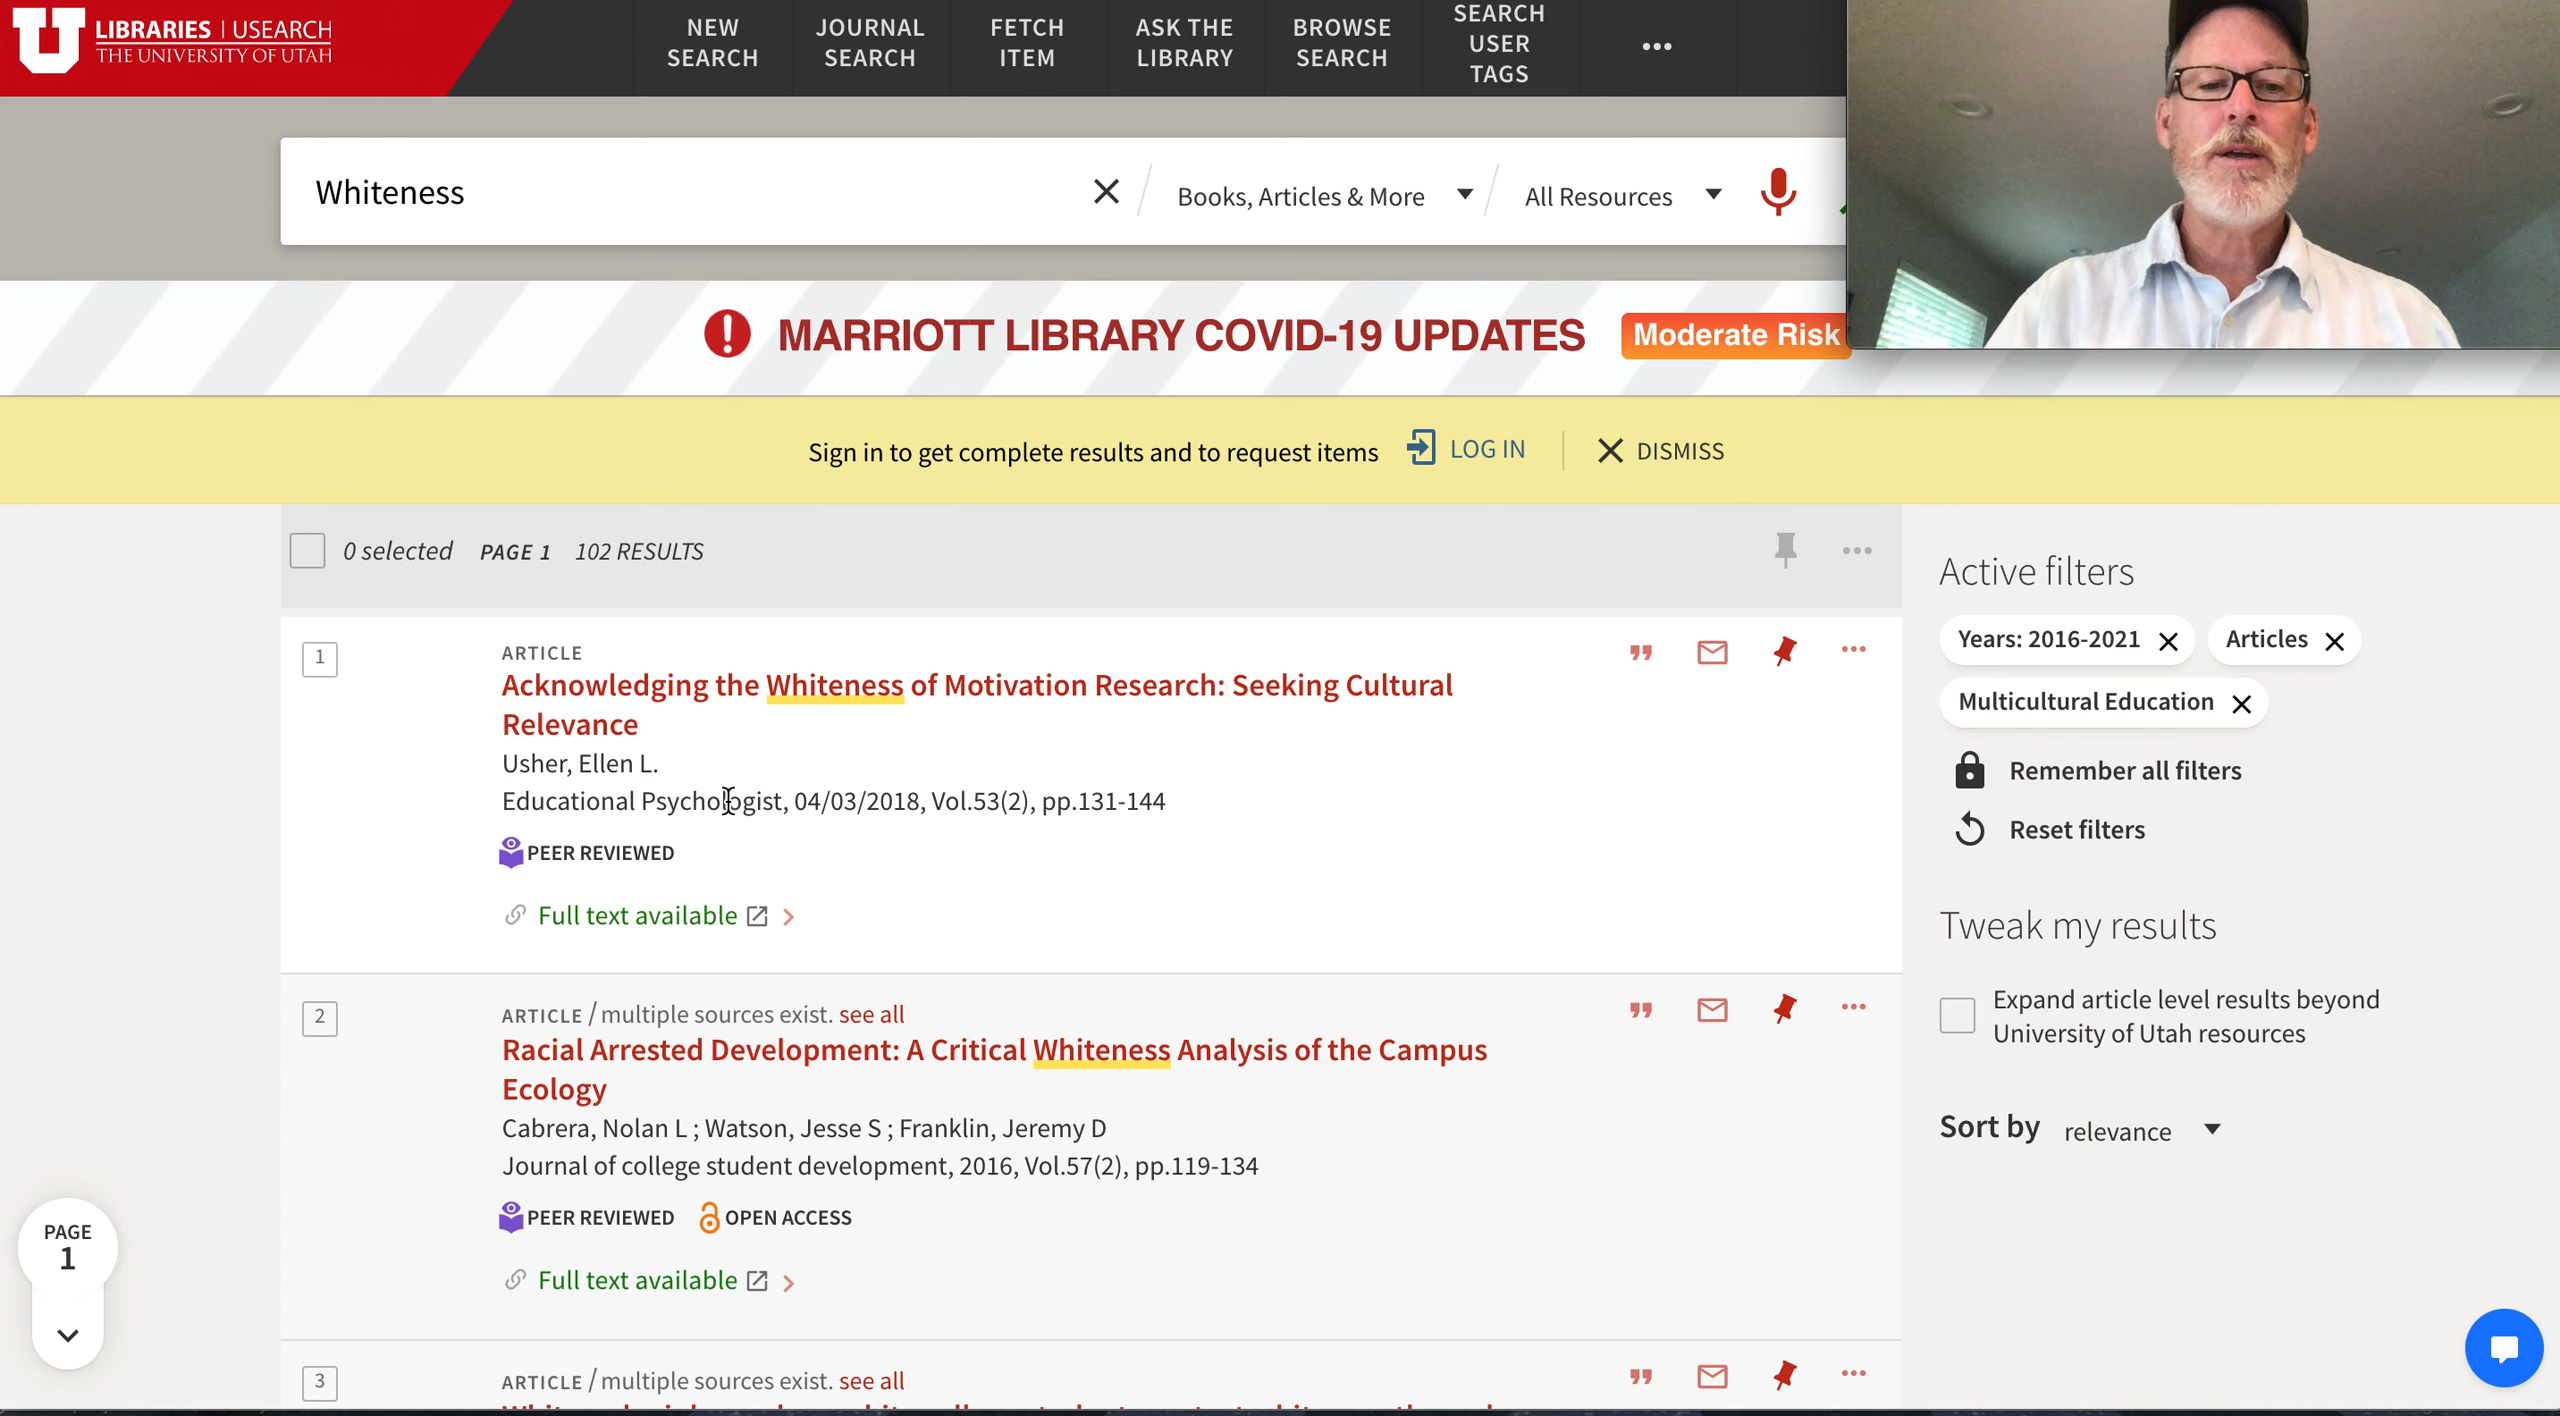 LIBRARIES | USEARCH
THE UNIVERSITY OF UTAH
NEW
SEARCH
JOURNAL
SEARCH
FETCH
ITEM
ASK THE
LIBRARY
BROWSE
SEARCH
SEARCH
USER
TAGS
Whiteness
Books, Articles & More
All Resources
MARRIOTT LIBRARY COVID-19 UPDATES
Moderate Risk
Sign in to get complete results and to request items
LOG IN
DISMISS
0 selected PAGE 1 102 RESULTS
1
ARTICLE
Acknowledging the Whiteness of Motivation Research: Seeking Cultural
Relevance
Usher, Ellen L.
Educational Psychologist, 04/03/2018, Vol.53(2), pp.131-144
PEER REVIEWED
Full text available
2
ARTICLE / multiple sources exist. see all
Racial Arrested Development: A Critical Whiteness Analysis of the Campus
Ecology
Cabrera, Nolan L ; Watson, Jesse S ; Franklin, Jeremy D
Journal of college student development, 2016, Vol.57(2), pp.119-134
PEER REVIEWED OPEN ACCESS
Full text available
3
ARTICLE / multiple sources exist. see all
Active filters
Years: 2016-2021
Articles
Multicultural Education
Remember all filters
Reset filters
Tweak my results
Expand article level results beyond
University of Utah resources
Sort by relevance
PAGE
1